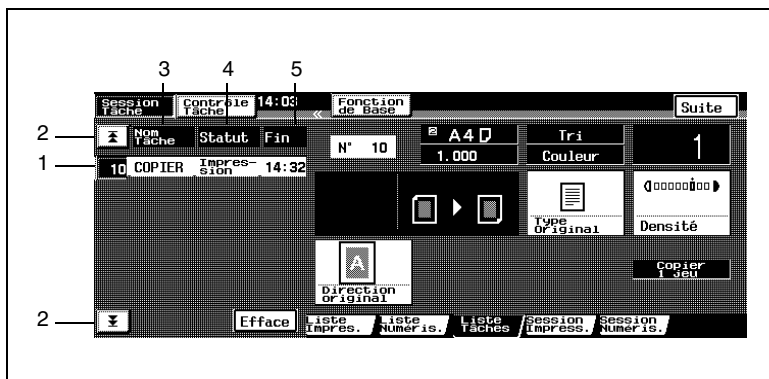 3 4 5
Session Tâche Contrôle Tâche 14:03 « Fonction de Base Suite
2 Nom Tâche Statut Fin N° 10 A4 Tri 1
1.000 Couleur
1 10 COPIER Impres-sion 14:32
Type Original Densité
Copier 1 Jeu
A
Direction original
2 Efface Liste Impres. Liste Numéris. Liste Tâches Session Impress. Session Numéris.